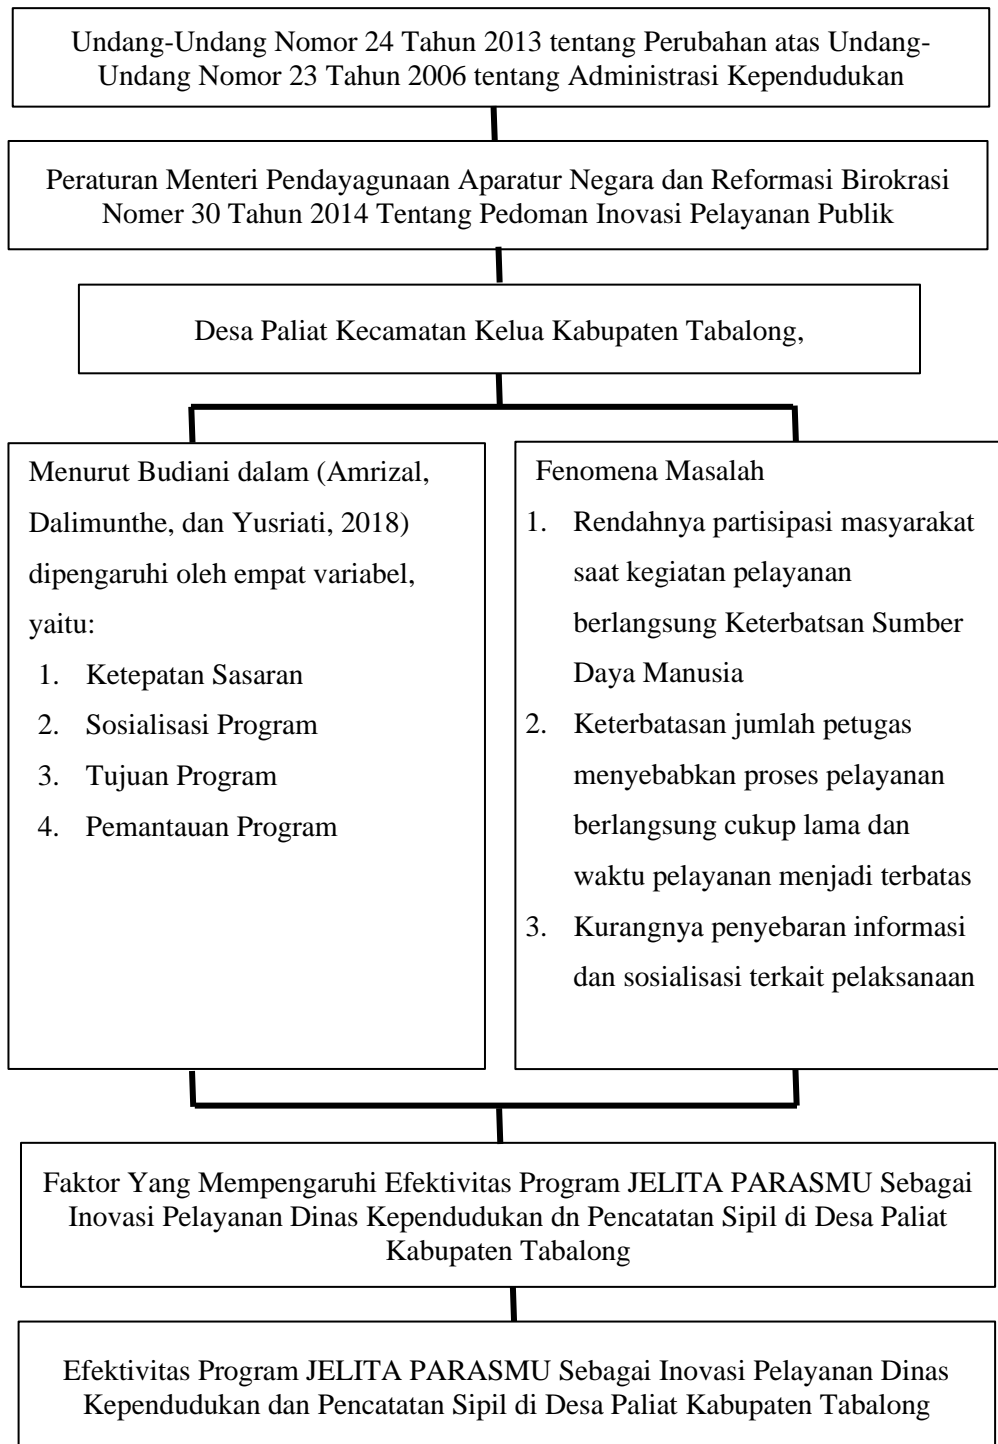 Undang-Undang Nomor 24 Tahun 2013 tentang Perubahan atas Undang-
Undang Nomor 23 Tahun 2006 tentang Administrasi Kependudukan
Peraturan Menteri Pendayagunaan Aparatur Negara dan Reformasi Birokrasi
Nomer 30 Tahun 2014 Tentang Pedoman Inovasi Pelayanan Publik
Desa Paliat Kecamatan Kelua Kabupaten Tabalong,
Menurut Budiani dalam (Amrizal,
Dalimunthe, dan Yusriati, 2018)
dipengaruhi oleh empat variabel,
yaitu:
1. Ketepatan Sasaran
2. Sosialisasi Program
3. Tujuan Program
4. Pemantauan Program
Fenomena Masalah
1. Rendahnya partisipasi masyarakat
saat kegiatan pelayanan
berlangsung Keterbatsan Sumber
Daya Manusia
2. Keterbatasan jumlah petugas
menyebabkan proses pelayanan
berlangsung cukup lama dan
waktu pelayanan menjadi terbatas
3. Kurangnya penyebaran informasi
dan sosialisasi terkait pelaksanaan
Faktor Yang Mempengaruhi Efektivitas Program JELITA PARASMU Sebagai
Inovasi Pelayanan Dinas Kependudukan dn Pencatatan Sipil di Desa Paliat
Kabupaten Tabalong
Efektivitas Program JELITA PARASMU Sebagai Inovasi Pelayanan Dinas
Kependudukan dan Pencatatan Sipil di Desa Paliat Kabupaten Tabalong